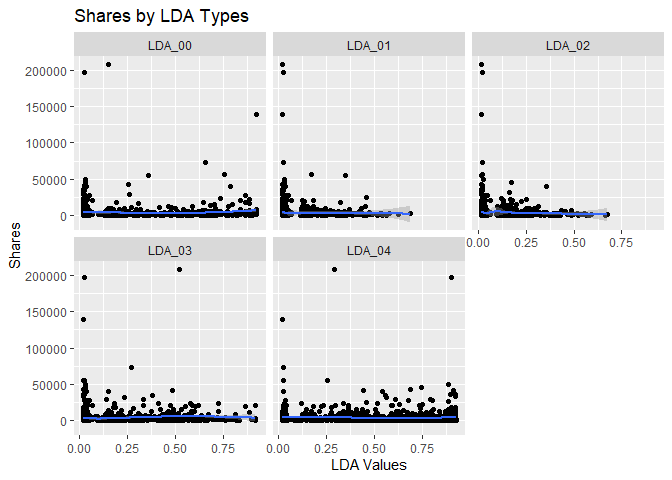 Shares by LDA Types
LDA_00 LDA_01 LDA_02
200000
150000
100000
50000
0
0.00 0.25 0.50 0.75
LDA_03 LDA_04
200000
150000
100000
50000
0
0.00 0.25 0.50 0.75 0.00 0.25 0.50 0.75
Shares
LDA Values